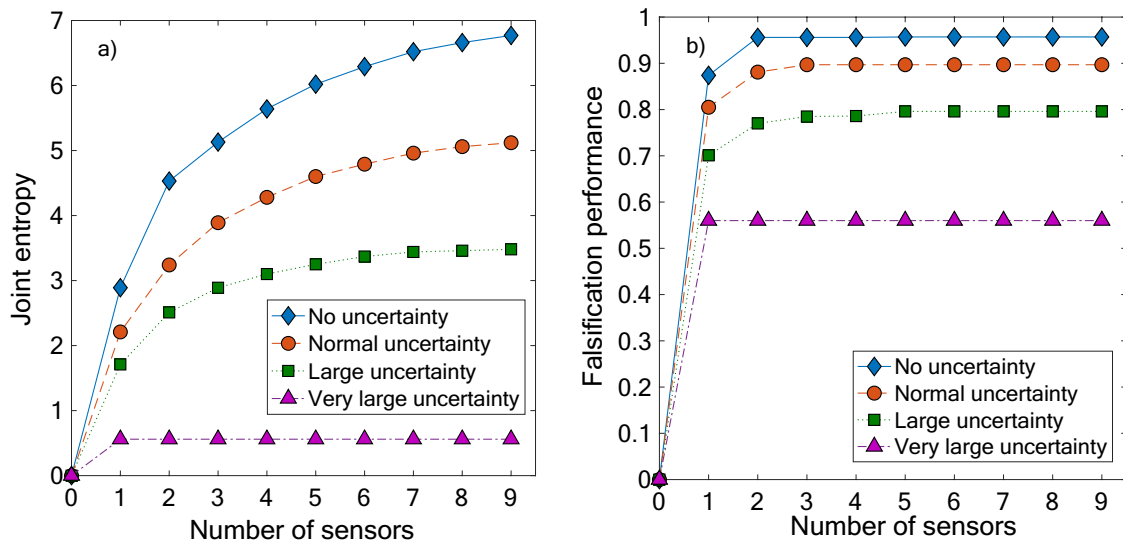 a)
Joint entropy
7
6
5
4
3
2
1
0
0 1 2 3 4 5 6 7 8 9
Number of sensors
No uncertainty
Normal uncertainty
Large uncertainty
Very large uncertainty
b)
Falsification performance
1
0.9
0.8
0.7
0.6
0.5
0.4
0.3
0.2
0.1
0
0 1 2 3 4 5 6 7 8 9
Number of sensors
No uncertainty
Normal uncertainty
Large uncertainty
Very large uncertainty